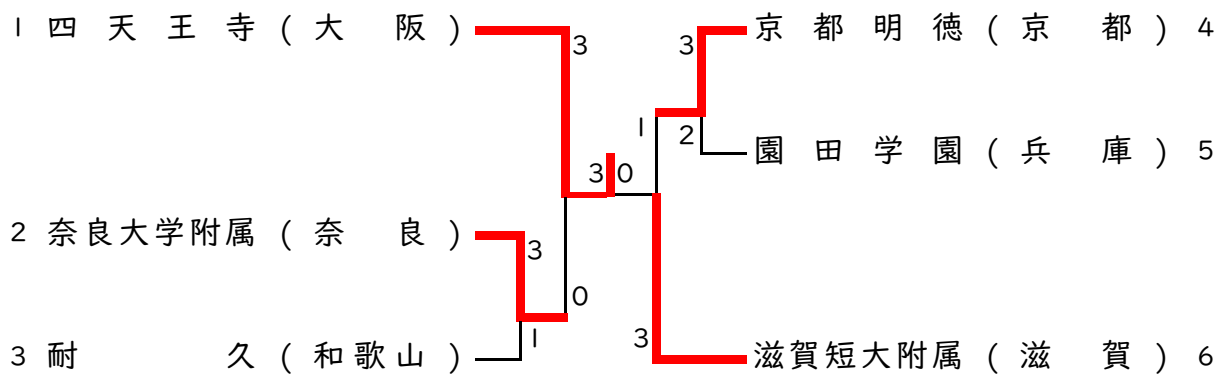 1 四天王寺 (大阪)
2 奈良大学附属 (奈良)
3 耐久 (和歌山)
3
3 0
3
0
1
京都明徳 (京都) 4
園田学園 (兵庫) 5
滋賀短大附属 (滋賀) 6
3
1
2
3